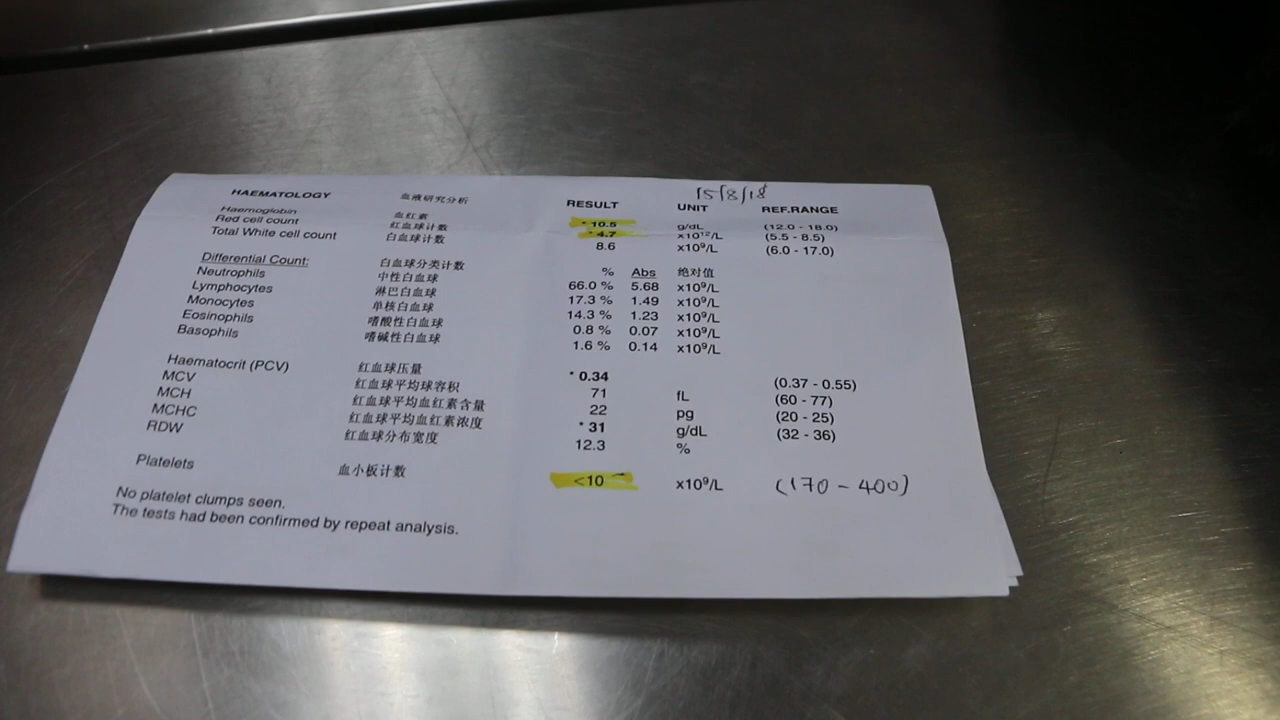 15/8/18
HAEMATOLOGY 血液研究分析 RESULT UNIT REF.RANGE
Haemoglobin 血红素 * 10.5 g/dL (12.0 - 18.0)
Red cell count 红血球计数 * 4.7 x10¹²/L (5.5 - 8.5)
Total White cell count 白血球计数 8.6 x10⁹/L (6.0 - 17.0)
Differential Count: 白血球分类计数 % Abs 绝对值
Neutrophils 中性白血球 66.0 % 5.68 x10⁹/L
Lymphocytes 淋巴白血球 17.3 % 1.49 x10⁹/L
Monocytes 单核白血球 14.3 % 1.23 x10⁹/L
Eosinophils 嗜酸性白血球 0.8 % 0.07 x10⁹/L
Basophils 嗜碱性白血球 1.6 % 0.14 x10⁹/L
Haematocrit (PCV) 红血球压量 * 0.34 (0.37 - 0.55)
MCV 红血球平均球容积 71 fL (60 - 77)
MCH 红血球平均血红素含量 22 pg (20 - 25)
MCHC 红血球平均血红素浓度 * 31 g/dL (32 - 36)
RDW 红血球分布宽度 12.3 %
Platelets 血小板计数 <10 x10⁹/L (170 - 400)
No platelet clumps seen.
The tests had been confirmed by repeat analysis.